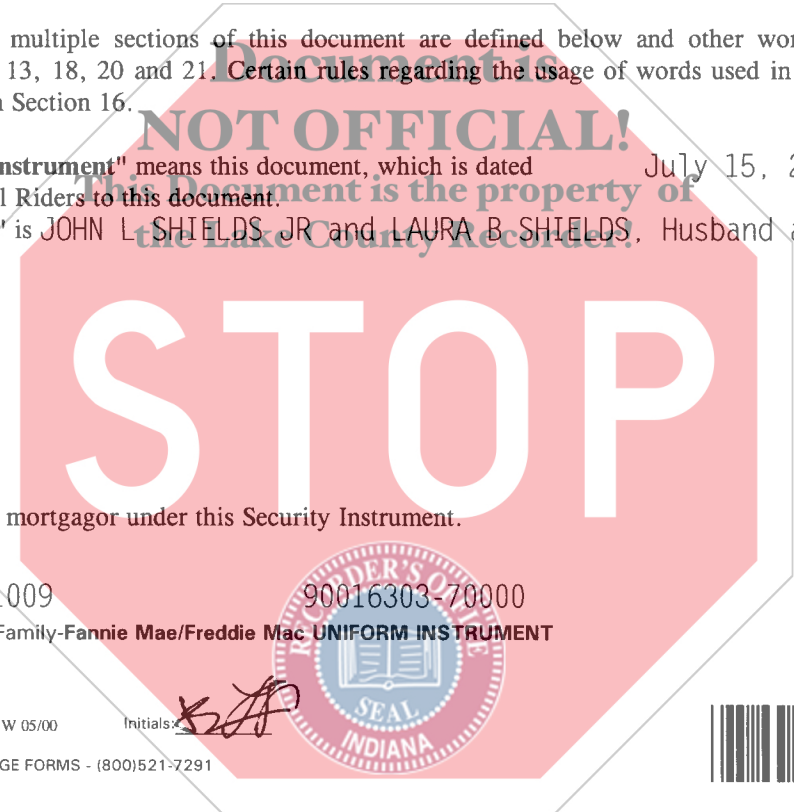 multiple sections of this document are defined below and other wor
13, 18, 20 and 21. Certain rules regarding the usage of words used in
Section 16.
Document is
NOT OFFICIAL!
This Document is the property of
the Lake County Recorder!
nstrument" means this document, which is dated July 15, 2
l Riders to this document.
" is JOHN L SHIELDS JR and LAURA B SHIELDS, Husband a
STOP
mortgagor under this Security Instrument.
1009 90016303-70000
Family-Fannie Mae/Freddie Mac UNIFORM INSTRUMENT
RECORDER'S OFFICE
SEAL
INDIANA
W 05/00 Initials:
GE FORMS - (800)521-7291